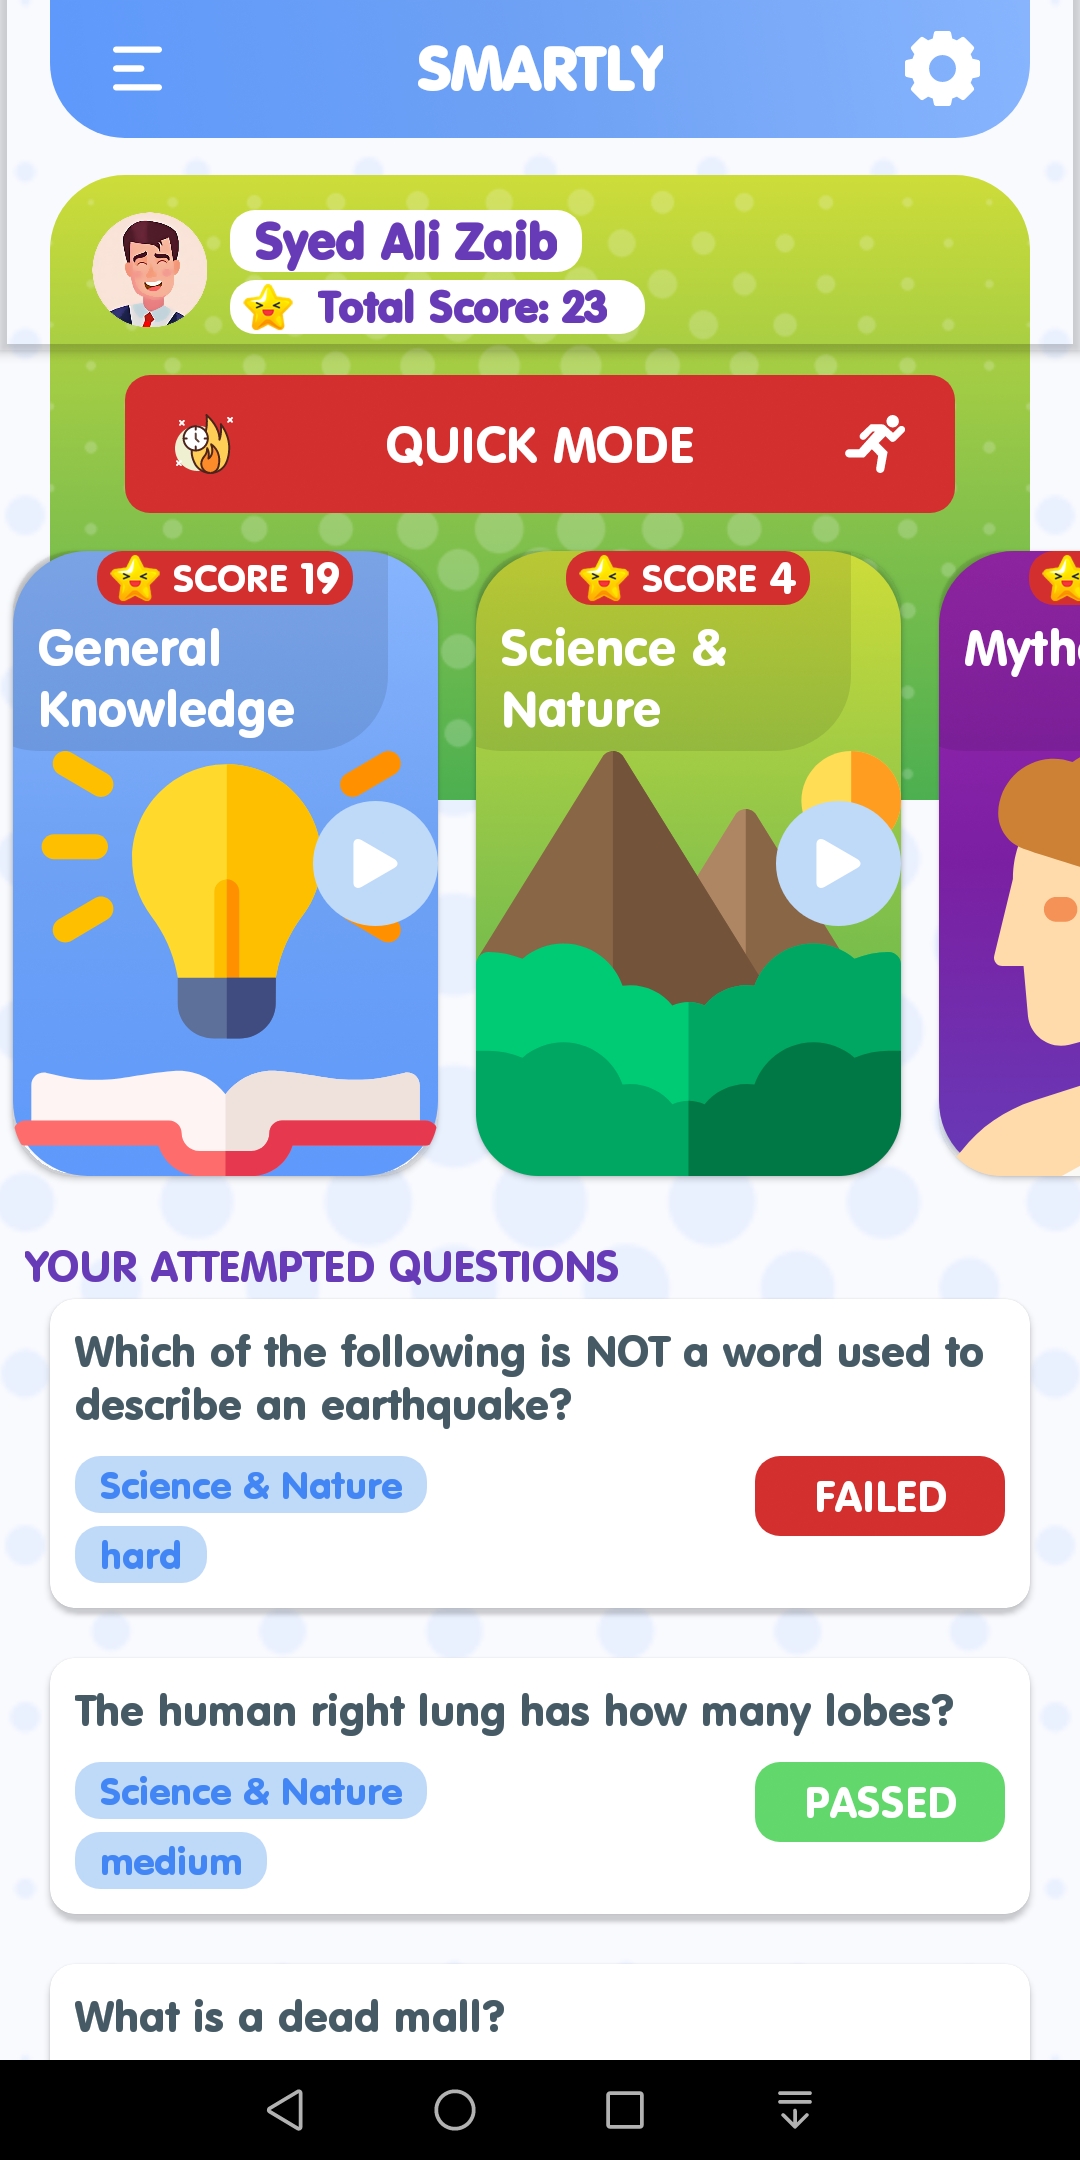 SMARTLY
Syed Ali Zaib
Total Score: 23
QUICK MODE
SCORE 19
General
Knowledge
SCORE 4
Science &
Nature
YOUR ATTEMPTED QUESTIONS
Which of the following is NOT a word used to
describe an earthquake?
Science & Nature
FAILED
hard
The human right lung has how many lobes?
Science & Nature
PASSED
medium
What is a dead mall?